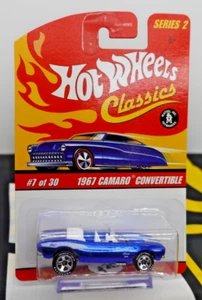 SERIES 2
Hot Wheels
Classics
#7 of 30
1967 CAMARO CONVERTIBLE